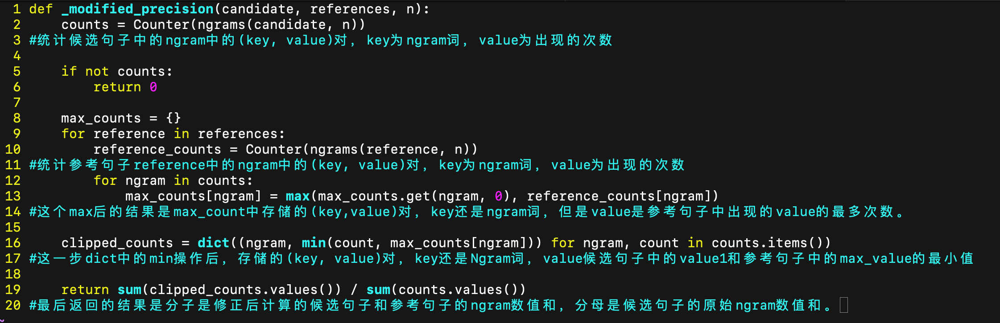 1 def _modified_precision(candidate, references, n):
2     counts = Counter(ngrams(candidate, n))
3 #统计候选句子中的ngram中的(key, value)对, key为ngram词, value为出现的次数
4
5     if not counts:
6         return 0
7
8     max_counts = {}
9     for reference in references:
10         reference_counts = Counter(ngrams(reference, n))
11 #统计参考句子reference中的ngram中的(key, value)对, key为ngram词, value为出现的次数
12         for ngram in counts:
13             max_counts[ngram] = max(max_counts.get(ngram, 0), reference_counts[ngram])
14 #这个max后的结果是max_count中存储的(key,value)对, key还是ngram词, 但是value是参考句子中出现的value的最多次数。
15
16     clipped_counts = dict((ngram, min(count, max_counts[ngram])) for ngram, count in counts.items())
17 #这一步dict中的min操作后, 存储的(key, value)对, key还是Ngram词, value候选句子中的value1和参考句子中的max_value的最小值
18
19     return sum(clipped_counts.values()) / sum(counts.values())
20 #最后返回的结果是分子是修正后计算的候选句子和参考句子的ngram数值和, 分母是候选句子的原始ngram数值和。
~